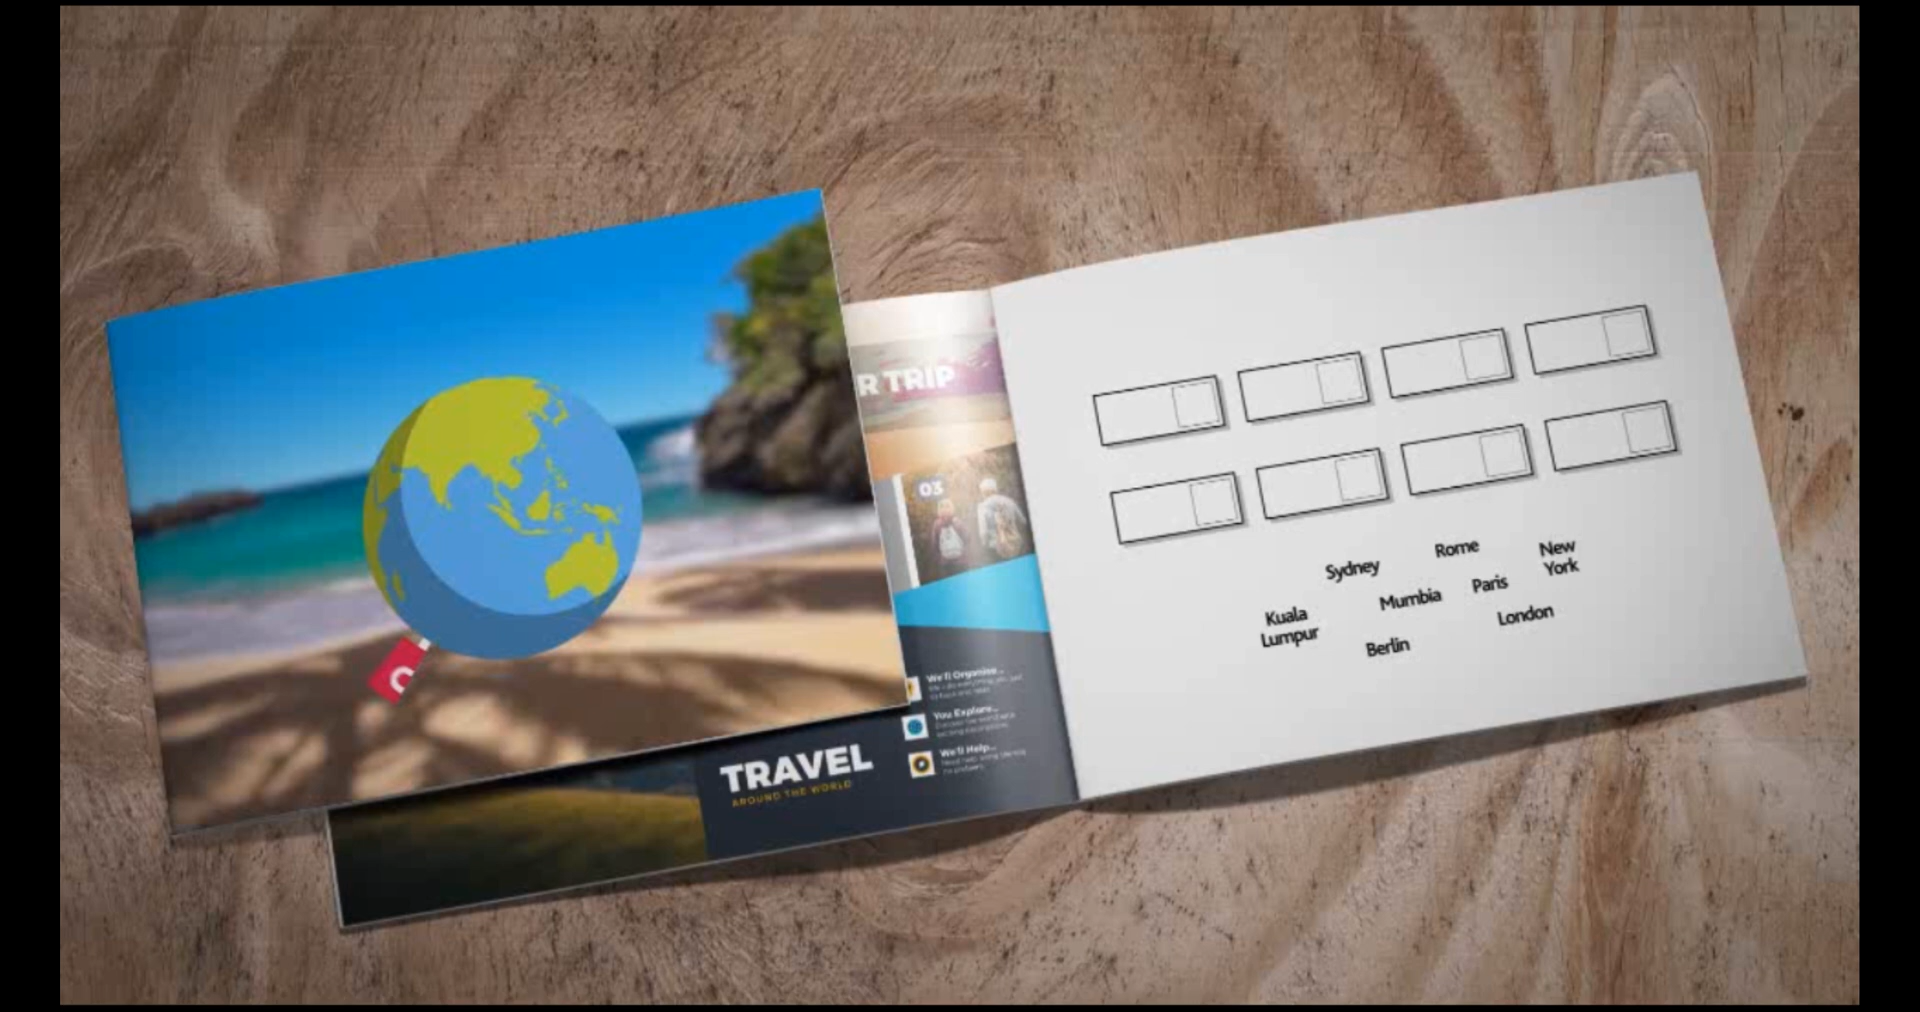 R TRIP
03
We'll Organise...
You Explore...
We'll Help...
TRAVEL
AROUND THE WORLD
Sydney
Rome
New
York
Kuala
Lumpur
Mumbia
Paris
London
Berlin
C